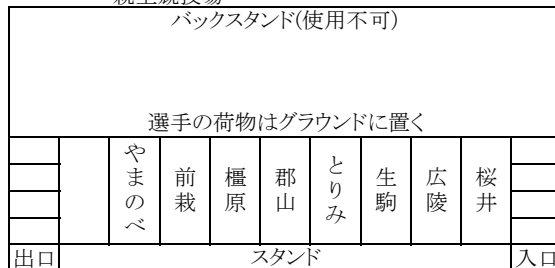 バックスタンド(使用不可)
選手の荷物はグラウンドに置く
やまのべ
前栽
橿原
郡山
とりみ
生駒
広陵
桜井
出口
スタンド
入口